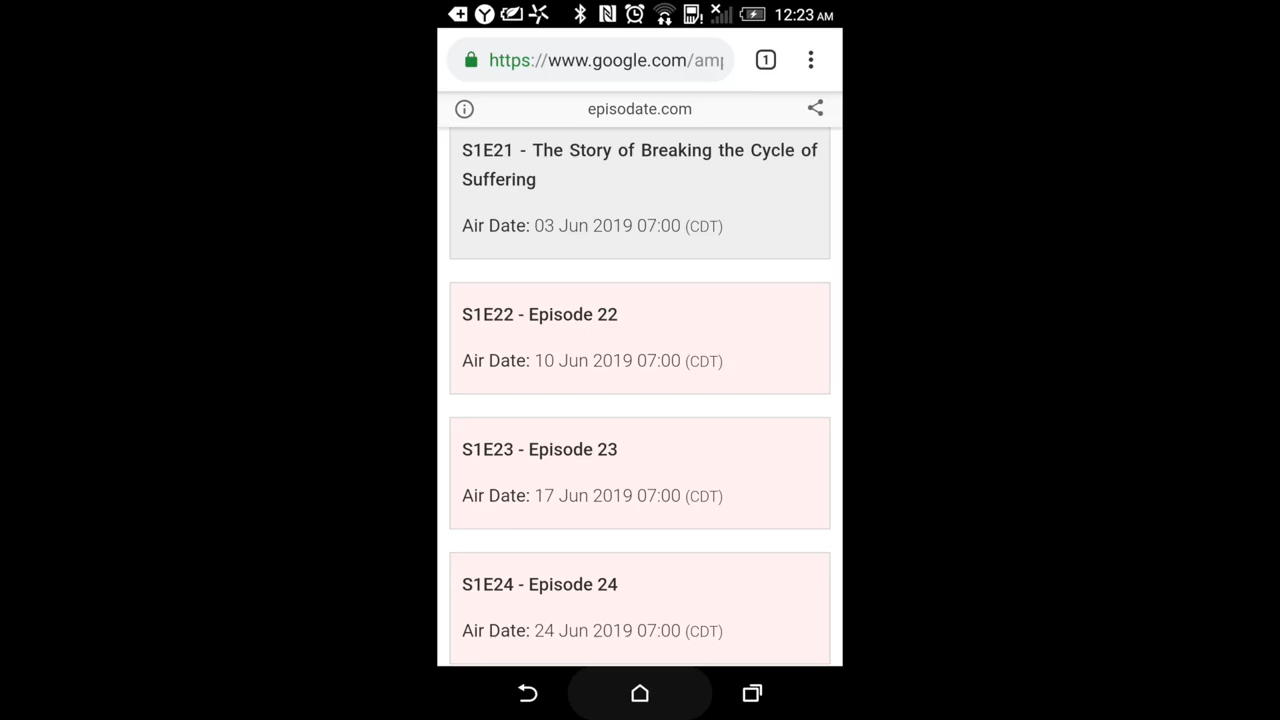 12:23 AM
https://www.google.com/amp
1
episodate.com
S1E21 - The Story of Breaking the Cycle of
Suffering
Air Date: 03 Jun 2019 07:00 (CDT)
S1E22 - Episode 22
Air Date: 10 Jun 2019 07:00 (CDT)
S1E23 - Episode 23
Air Date: 17 Jun 2019 07:00 (CDT)
S1E24 - Episode 24
Air Date: 24 Jun 2019 07:00 (CDT)